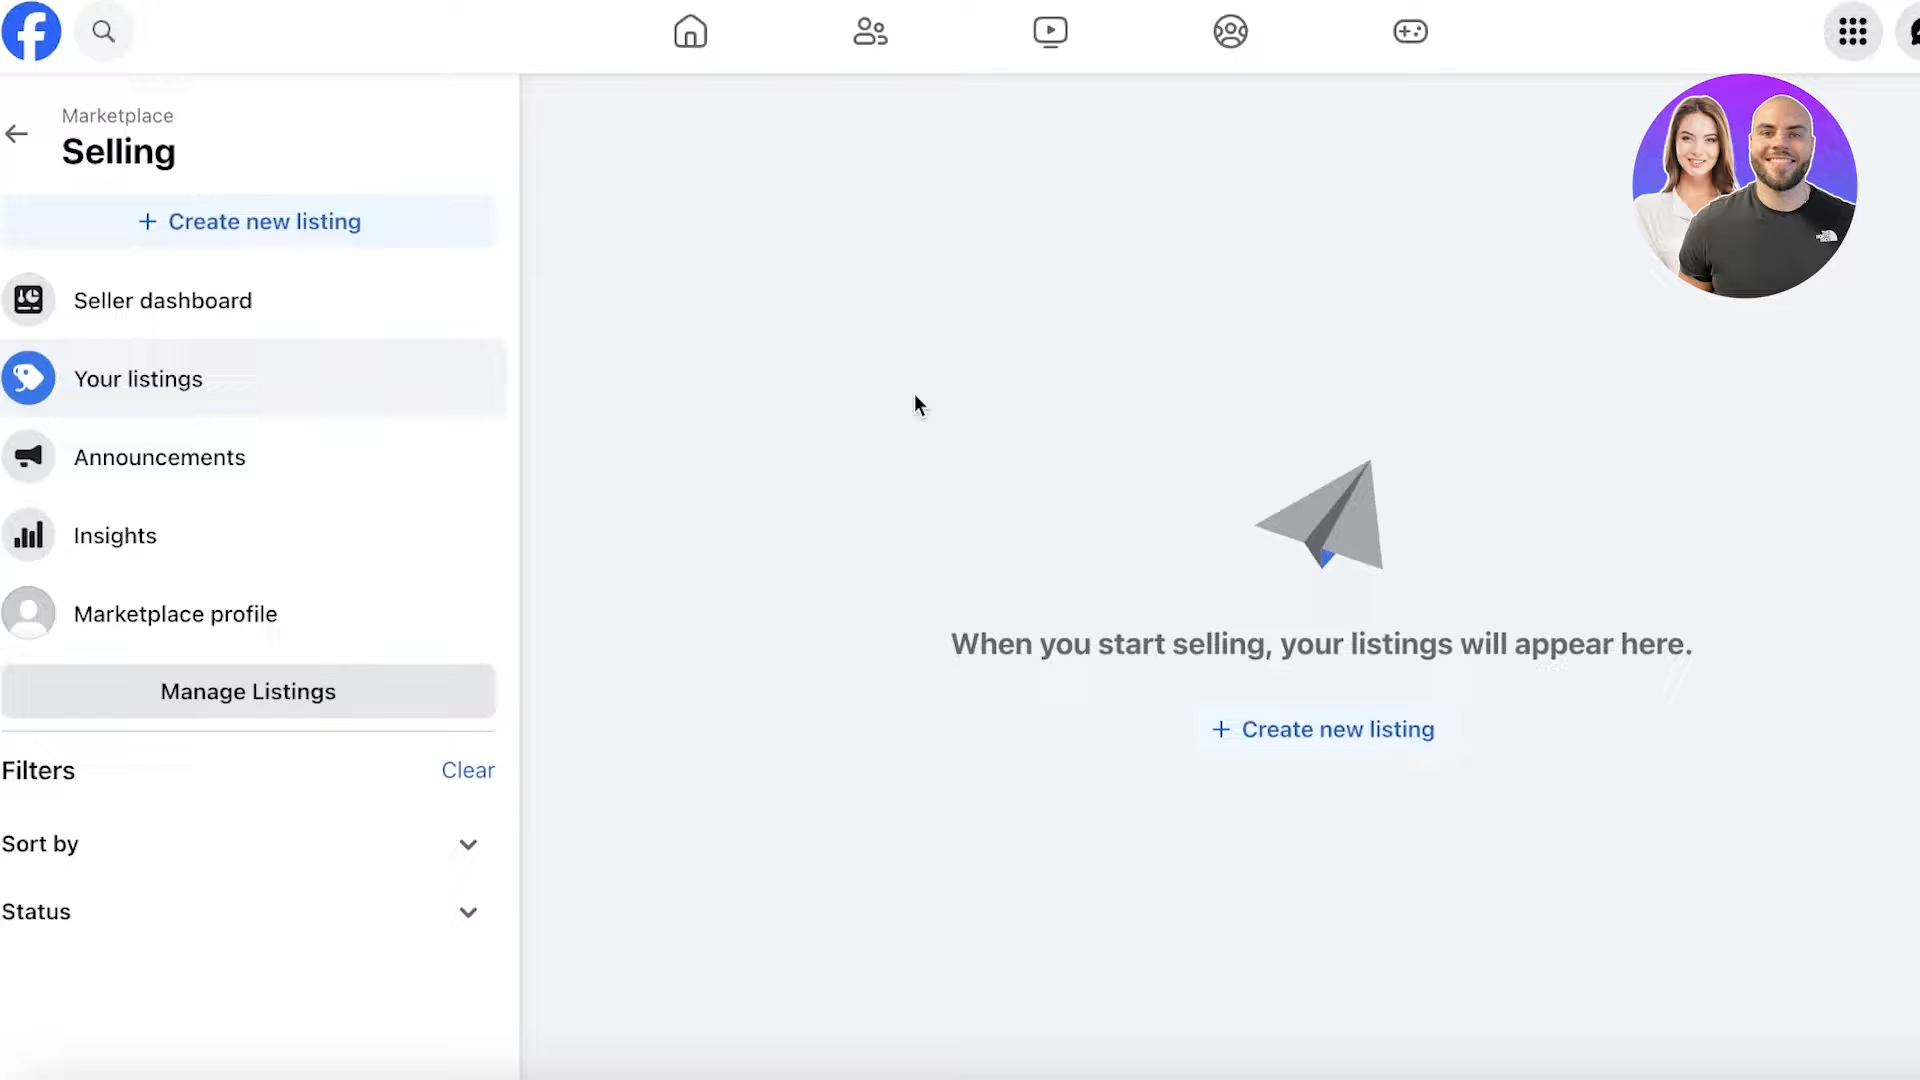 Marketplace
Selling
+ Create new listing
Seller dashboard
Your listings
Announcements
Insights
Marketplace profile
Manage Listings
Filters
Clear
Sort by
Status
When you start selling, your listings will appear here.
+ Create new listing